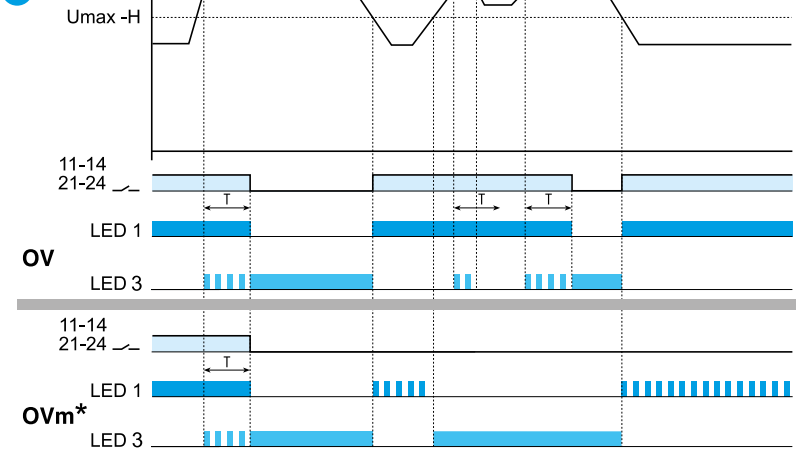 Umax -H
11-14
21-24
T
T
T
LED 1
OV
LED 3
11-14
21-24
T
LED 1
OVm*
LED 3